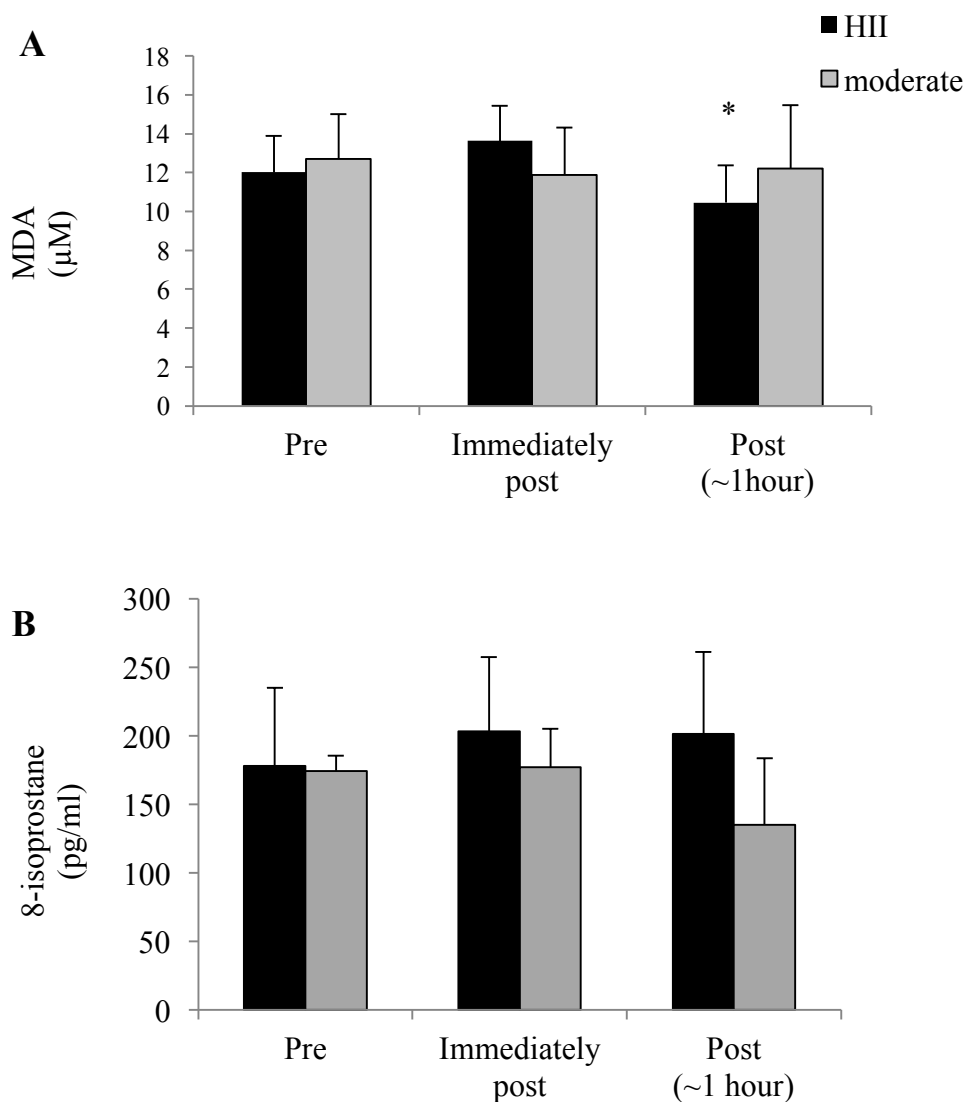 A
HII
moderate
*
MDA
(µM)
18
16
14
12
10
8
6
4
2
0
Pre
Immediately
post
Post
(~1hour)
B
8-isoprostane
(pg/ml)
300
250
200
150
100
50
0
Pre
Immediately
post
Post
(~1 hour)